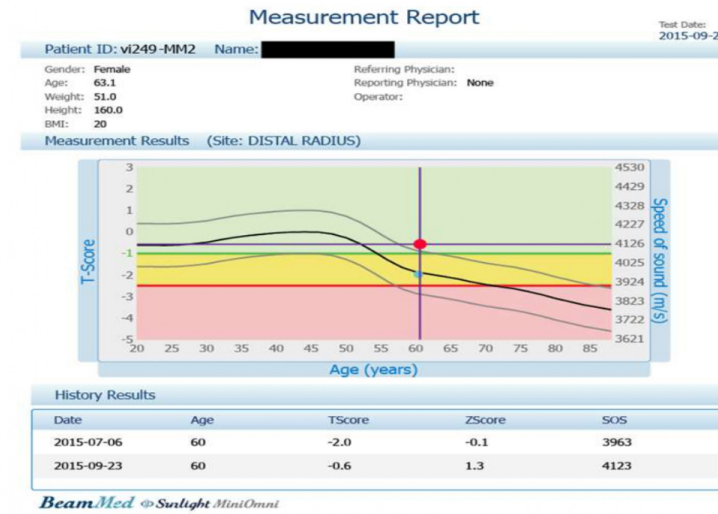 Measurement Report
Test Date:
2015-09-2
Patient ID: vi249-MM2 Name:
Gender: Female
Age: 63.1
Weight: 51.0
Height: 160.0
BMI: 20
Referring Physician:
Reporting Physician: None
Operator:
Measurement Results (Site: DISTAL RADIUS)
T-Score
3
2
1
0
-1
-2
-3
-4
-5
4530
4429
4328
4227
4126
4025
3924
3823
3722
3621
Speed of sound (m/s)
20 25 30 35 40 45 50 55 60 65 70 75 80 85
Age (years)
History Results
Date Age TScore ZScore SOS
2015-07-06 60 -2.0 -0.1 3963
2015-09-23 60 -0.6 1.3 4123
BeamMed Sunlight MiniOmni